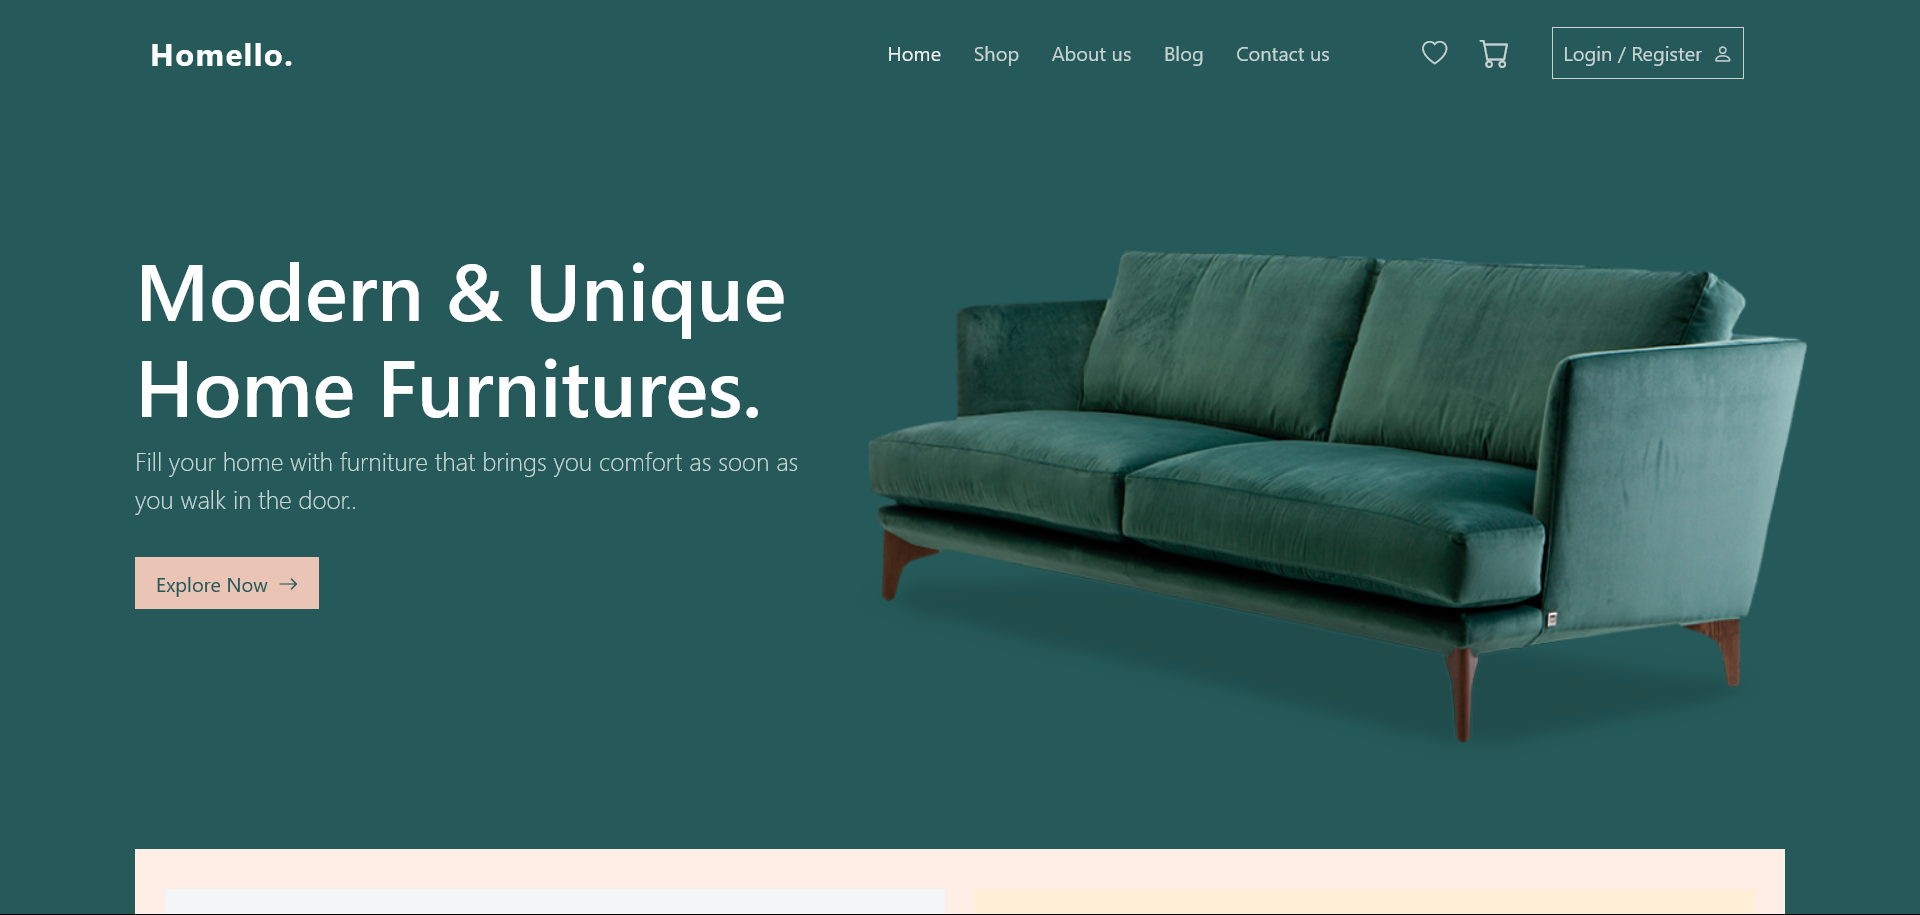 Homello.
Home
Shop
About us
Blog
Contact us
Login / Register
Modern & Unique
Home Furnitures.
Fill your home with furniture that brings you comfort as soon as
you walk in the door..
Explore Now